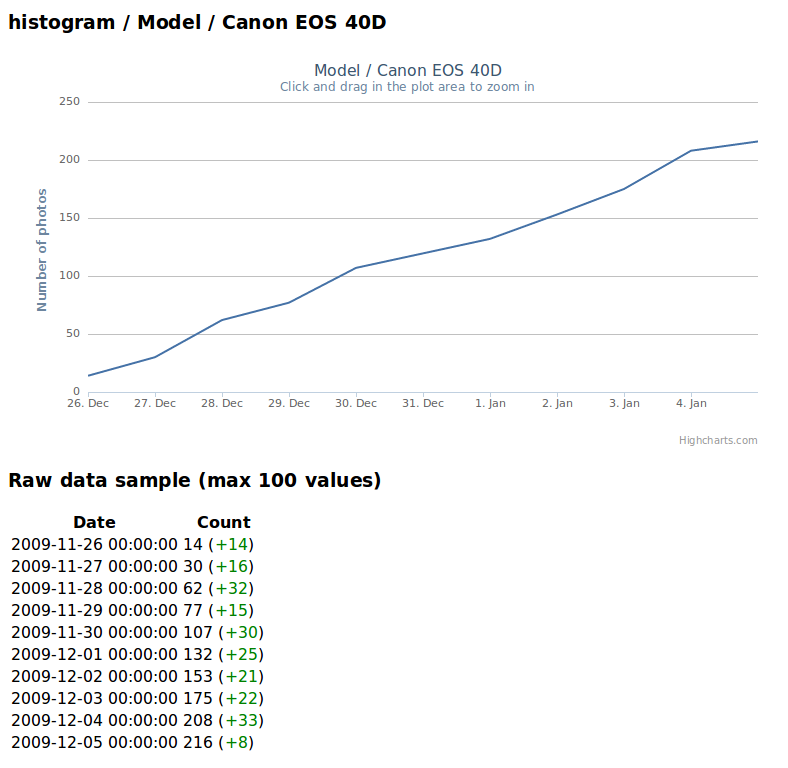 histogram / Model / Canon EOS 40D
Model / Canon EOS 40D
Click and drag in the plot area to zoom in
Number of photos
250
200
150
100
50
0
26. Dec 27. Dec 28. Dec 29. Dec 30. Dec 31. Dec 1. Jan 2. Jan 3. Jan 4. Jan
Highcharts.com
Raw data sample (max 100 values)
Date Count
2009-11-26 00:00:00 14 (+14)
2009-11-27 00:00:00 30 (+16)
2009-11-28 00:00:00 62 (+32)
2009-11-29 00:00:00 77 (+15)
2009-11-30 00:00:00 107 (+30)
2009-12-01 00:00:00 132 (+25)
2009-12-02 00:00:00 153 (+21)
2009-12-03 00:00:00 175 (+22)
2009-12-04 00:00:00 208 (+33)
2009-12-05 00:00:00 216 (+8)